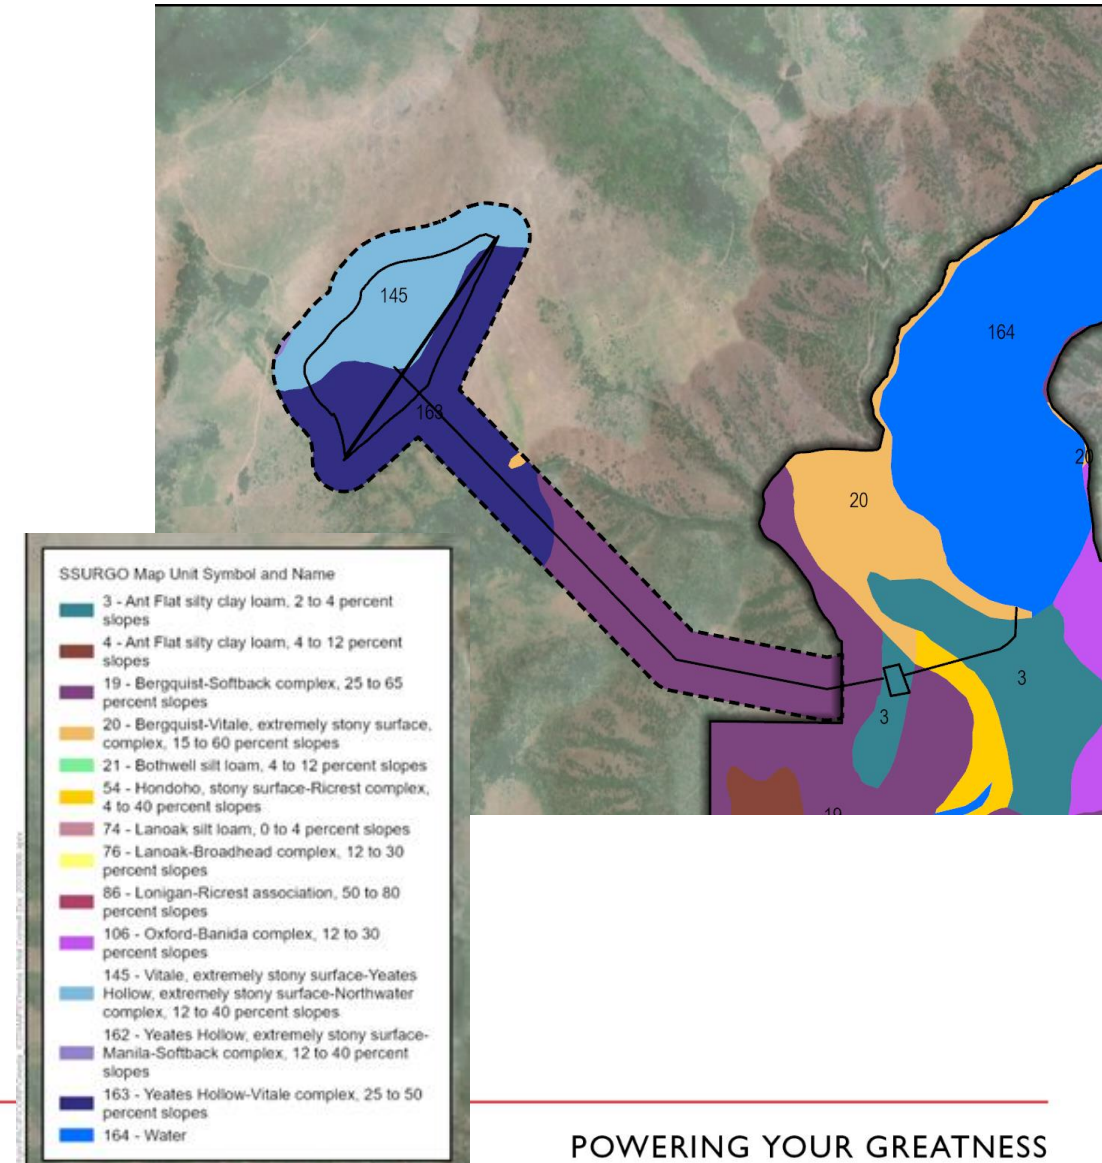 145
164
163
20
20
3
3
19
SSURGO Map Unit Symbol and Name
3 - Ant Flat silty clay loam, 2 to 4 percent
slopes
4 - Ant Flat silty clay loam, 4 to 12 percent
slopes
19 - Bergquist-Softback complex, 25 to 65
percent slopes
20 - Bergquist-Vitale, extremely stony surface,
complex, 15 to 60 percent slopes
21 - Bothwell silt loam, 4 to 12 percent slopes
54 - Hondoho, stony surface-Ricrest complex,
4 to 40 percent slopes
74 - Lanoak silt loam, 0 to 4 percent slopes
76 - Lanoak-Broadhead complex, 12 to 30
percent slopes
86 - Lonigan-Ricrest association, 50 to 80
percent slopes
106 - Oxford-Banida complex, 12 to 30
percent slopes
145 - Vitale, extremely stony surface-Yeates
Hollow, extremely stony surface-Northwater
complex, 12 to 40 percent slopes
162 - Yeates Hollow, extremely stony surface-
Manila-Softback complex, 12 to 40 percent
slopes
163 - Yeates Hollow-Vitale complex, 25 to 50
percent slopes
164 - Water
POWERING YOUR GREATNESS